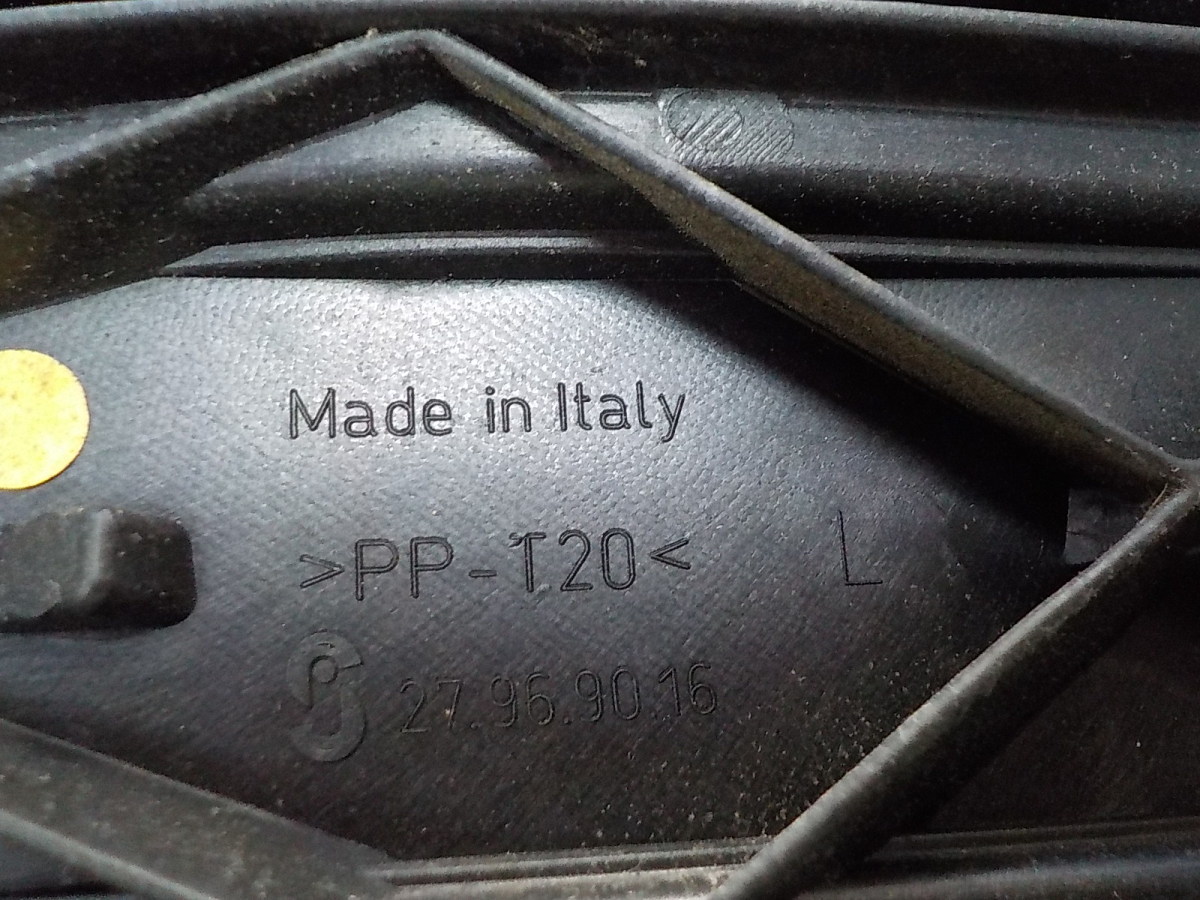 Made in Italy
>PP-T20< L
27.96.90.16